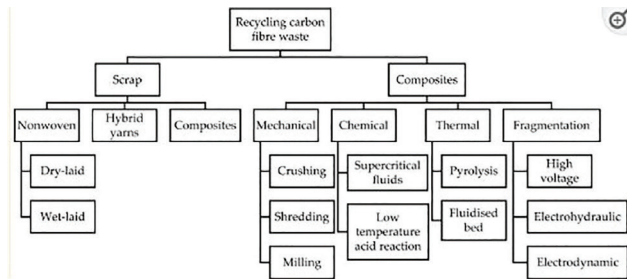 Recycling carbon
fibre waste
Scrap
Composites
Nonwoven
Hybrid
yarns
Composites
Mechanical
Chemical
Thermal
Fragmentation
Dry-laid
Wet-laid
Crushing
Shredding
Milling
Supercritical
fluids
Low
temperature
acid reaction
Pyrolysis
Fluidised
bed
High
voltage
Electrohydraulic
Electrodynamic